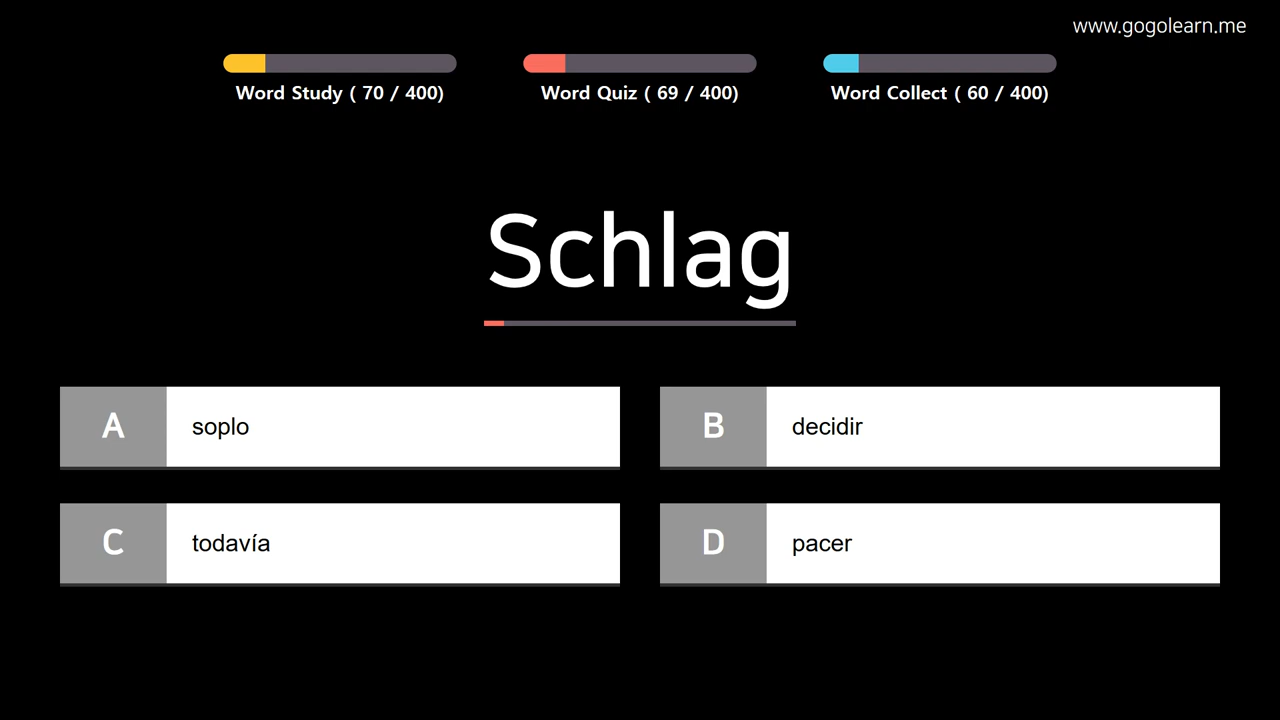 www.gogolearn.me
Word Study ( 70 / 400)
Word Quiz ( 69 / 400)
Word Collect ( 60 / 400)
Schlag
A soplo
B decidir
C todavía
D pacer